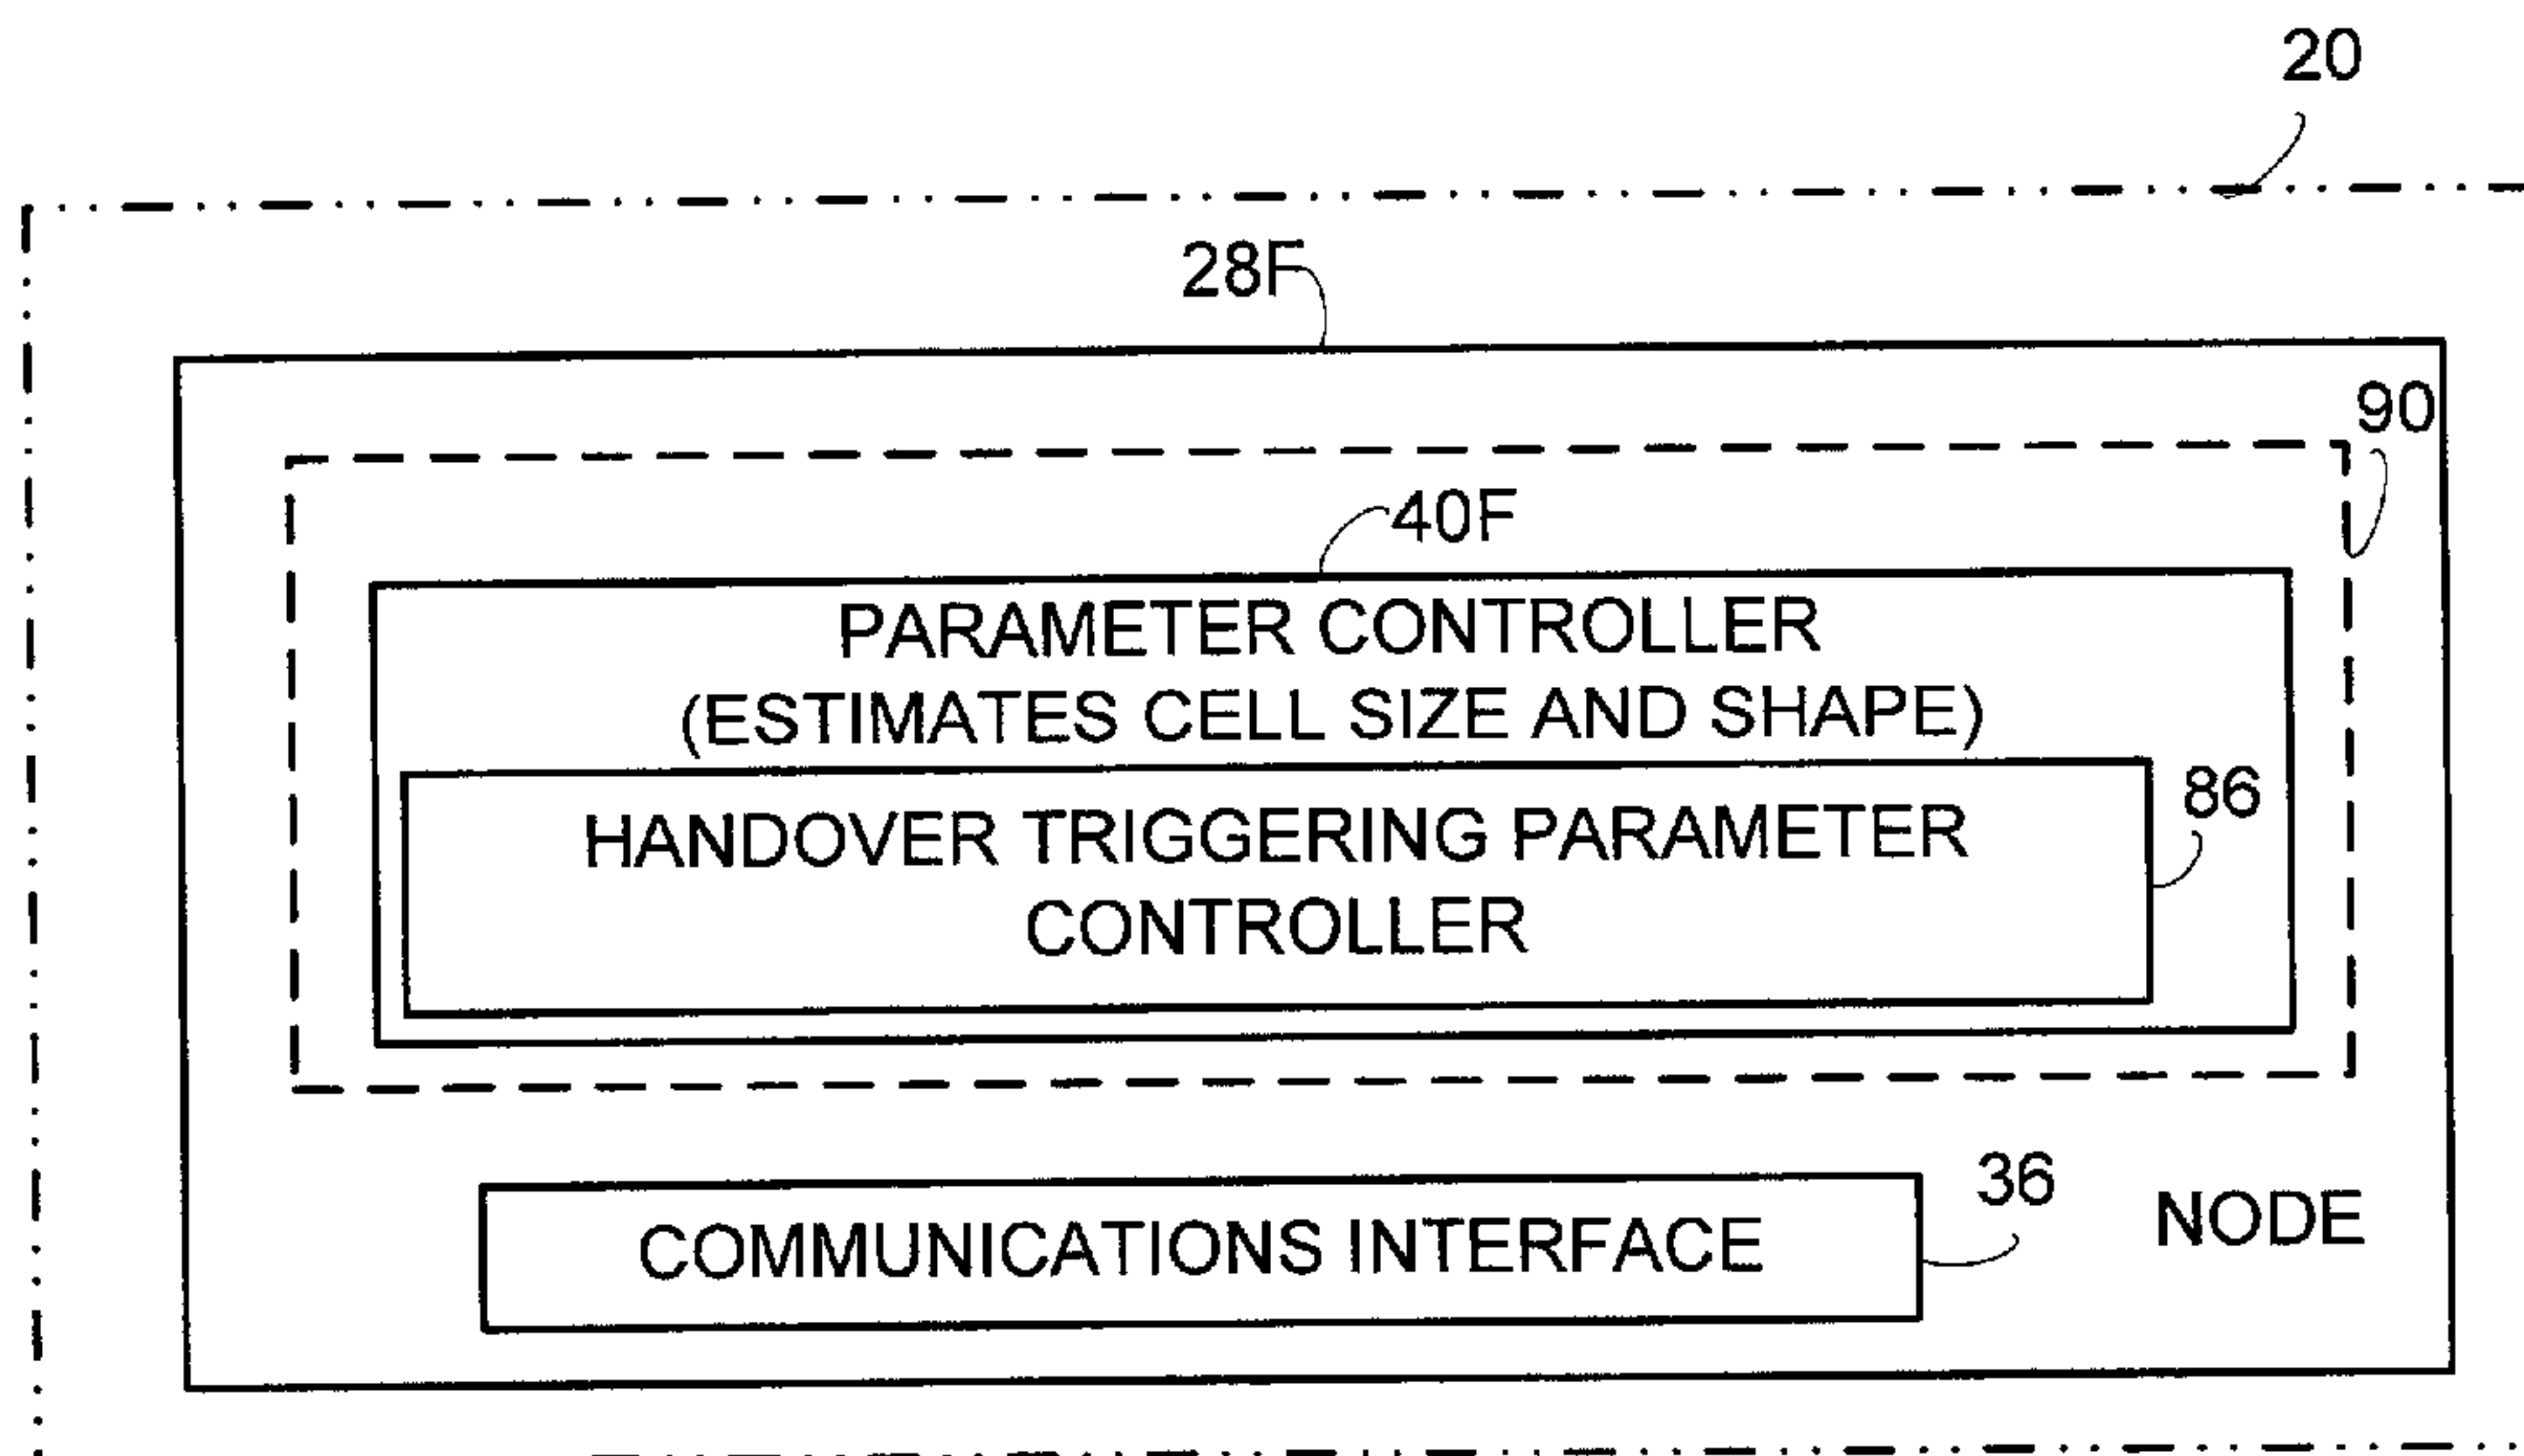 20
28F
90
40F
PARAMETER CONTROLLER
(ESTIMATES CELL SIZE AND SHAPE)
86
HANDOVER TRIGGERING PARAMETER
CONTROLLER
36
COMMUNICATIONS INTERFACE
NODE